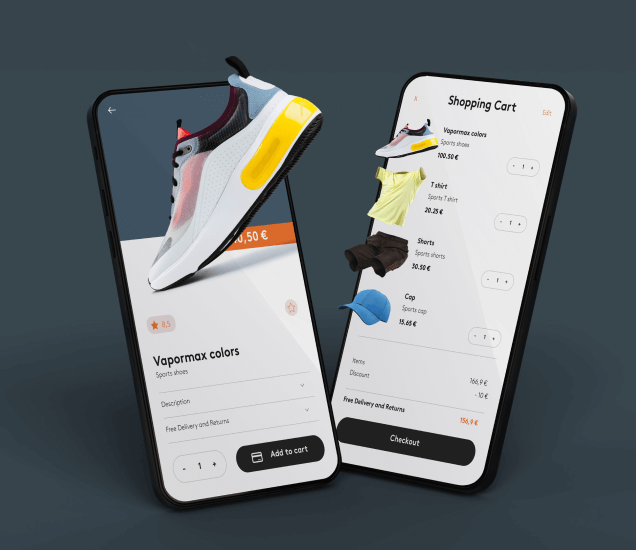 0,50 €
8,5
Vapormax colors
Sports shoes
Description
Free Delivery and Returns
- 1 +
Add to cart
Shopping Cart
Edit
Vapormax colors
Sports shoes
100.50 €
- 1 +
T shirt
Sports T shirt
20.25 €
- 1 +
Shorts
Sports shorts
30.50 €
- 1 +
Cap
Sports cap
15.65 €
- 1 +
Items 166,9 €
Discount - 10 €
Free Delivery and Returns 156,9 €
Checkout